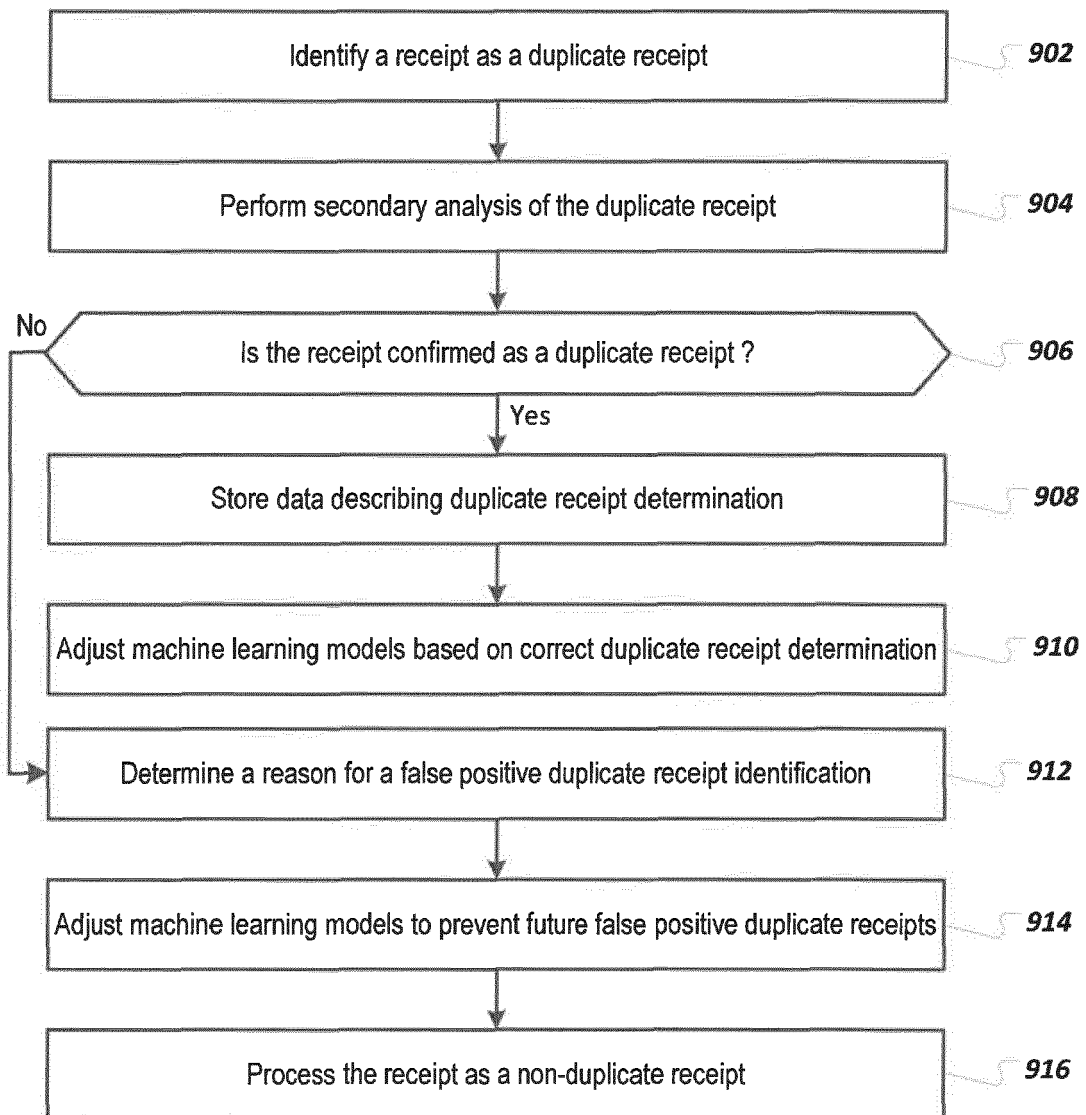 Identify a receipt as a duplicate receipt 902
Perform secondary analysis of the duplicate receipt 904
No
Is the receipt confirmed as a duplicate receipt ? 906
Yes
Store data describing duplicate receipt determination 908
Adjust machine learning models based on correct duplicate receipt determination 910
Determine a reason for a false positive duplicate receipt identification 912
Adjust machine learning models to prevent future false positive duplicate receipts 914
Process the receipt as a non-duplicate receipt 916